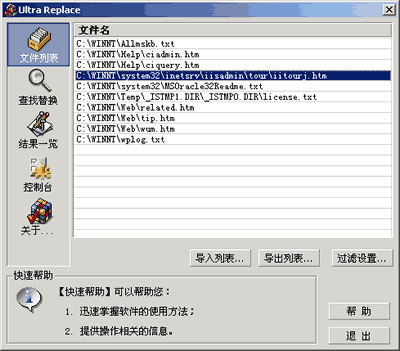 Ultra Replace
文件列表
查找替换
结果一览
控制台
关于...
文件名
C:\WINNT\Allmskb.txt
C:\WINNT\Help\ciadmin.htm
C:\WINNT\Help\ciquery.htm
C:\WINNT\system32\inetsrv\iisadmin\tour\iitourj.htm
C:\WINNT\system32\MSOracle32Readme.txt
C:\WINNT\Temp\_ISTMP1.DIR\_ISTMP0.DIR\license.txt
C:\WINNT\Web\related.htm
C:\WINNT\Web\tip.htm
C:\WINNT\Web\wum.htm
C:\WINNT\wplog.txt
导入列表... 导出列表... 过滤设置...
快速帮助
【快速帮助】可以帮助您：
1. 迅速掌握软件的使用方法；
2. 提供操作相关的信息。
帮 助
退 出